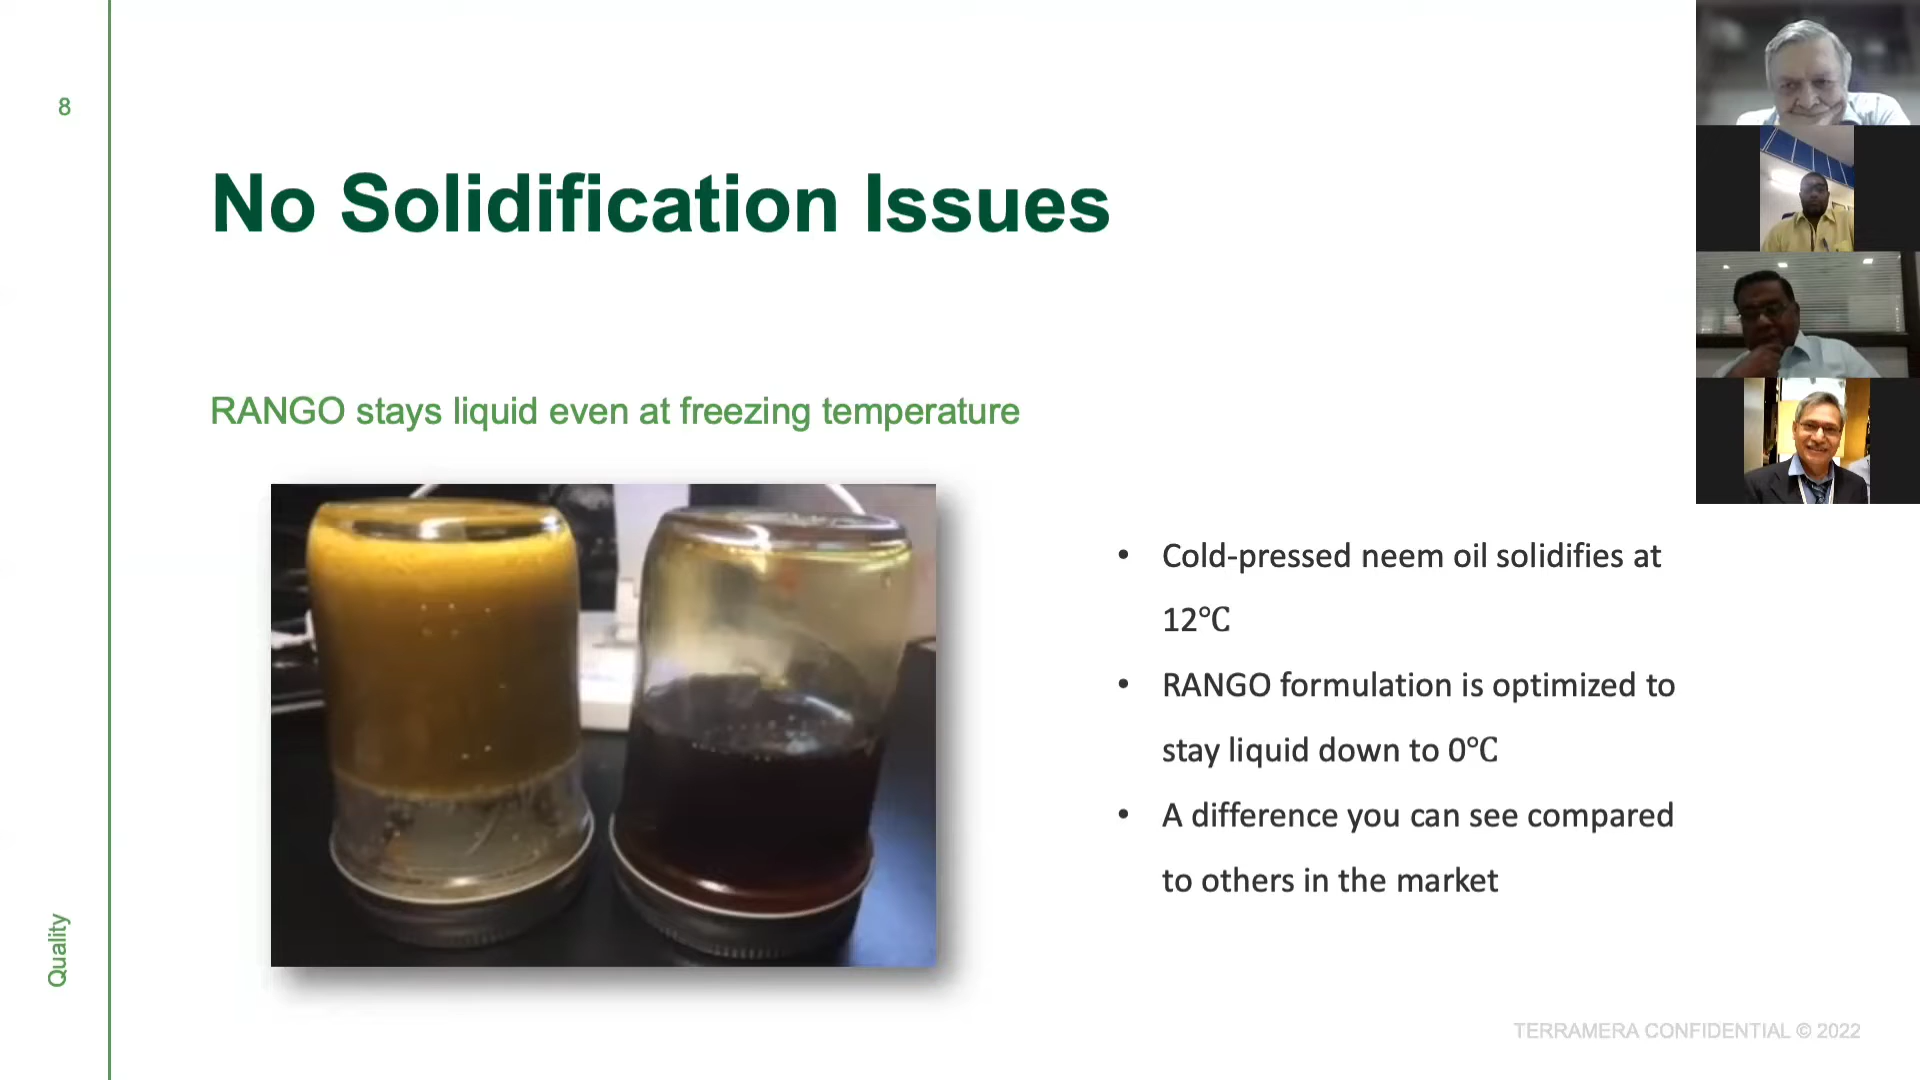 8
No Solidification Issues
RANGO stays liquid even at freezing temperature
• Cold-pressed neem oil solidifies at
12°C
• RANGO formulation is optimized to
stay liquid down to 0°C
• A difference you can see compared
to others in the market
Quality
TERRAMERA CONFIDENTIAL © 2022